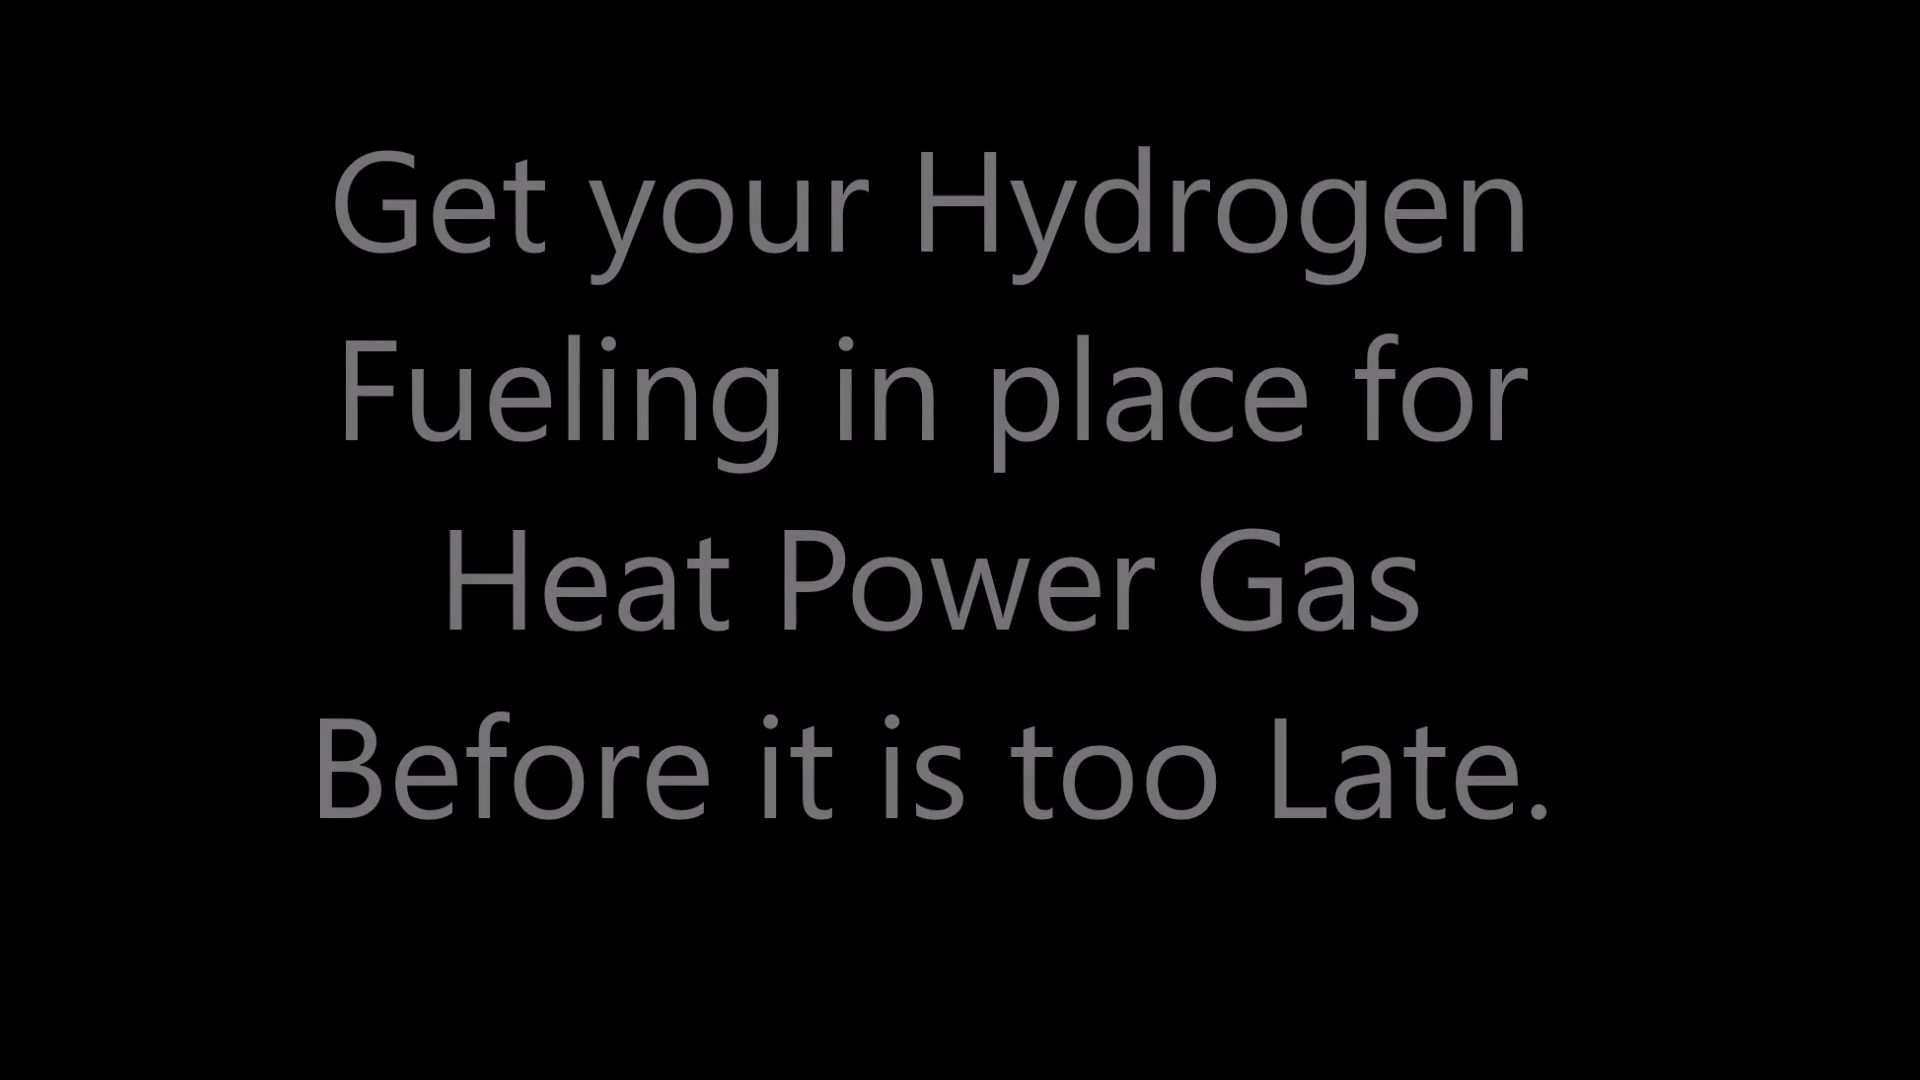 Get your Hydrogen
Fueling in place for
Heat Power Gas
Before it is too Late.